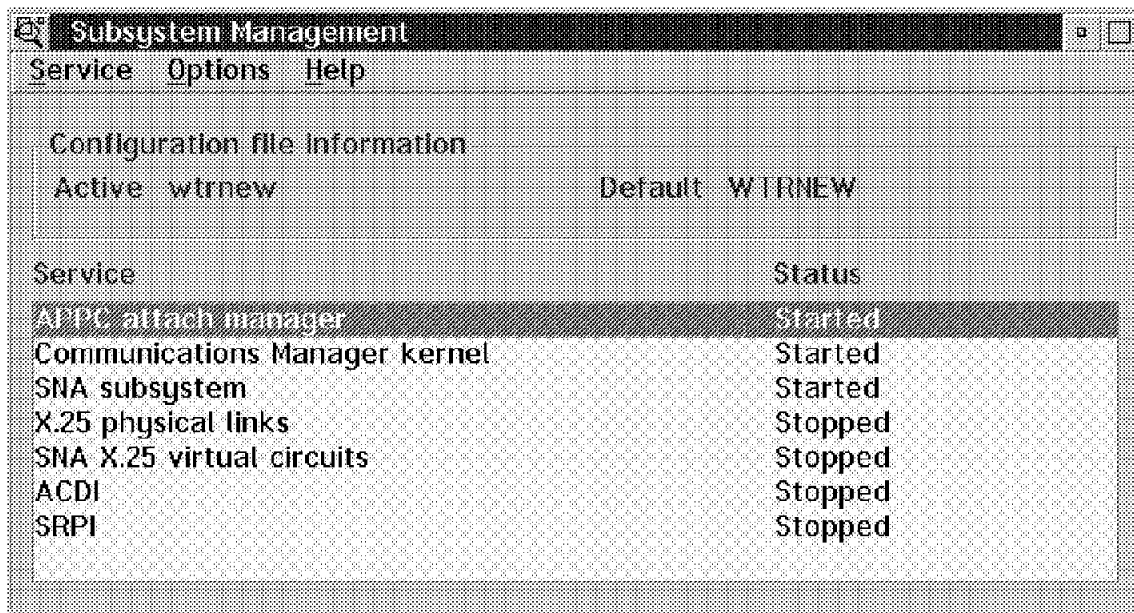 Subsystem Management
Service Options Help
Configuration file information
Active wtrnew Default WTRNEW
Service Status
APPC attach manager Started
Communications Manager kernel Started
SNA subsystem Started
X.25 physical links Stopped
SNA X.25 virtual circuits Stopped
ACDI Stopped
SRPI Stopped